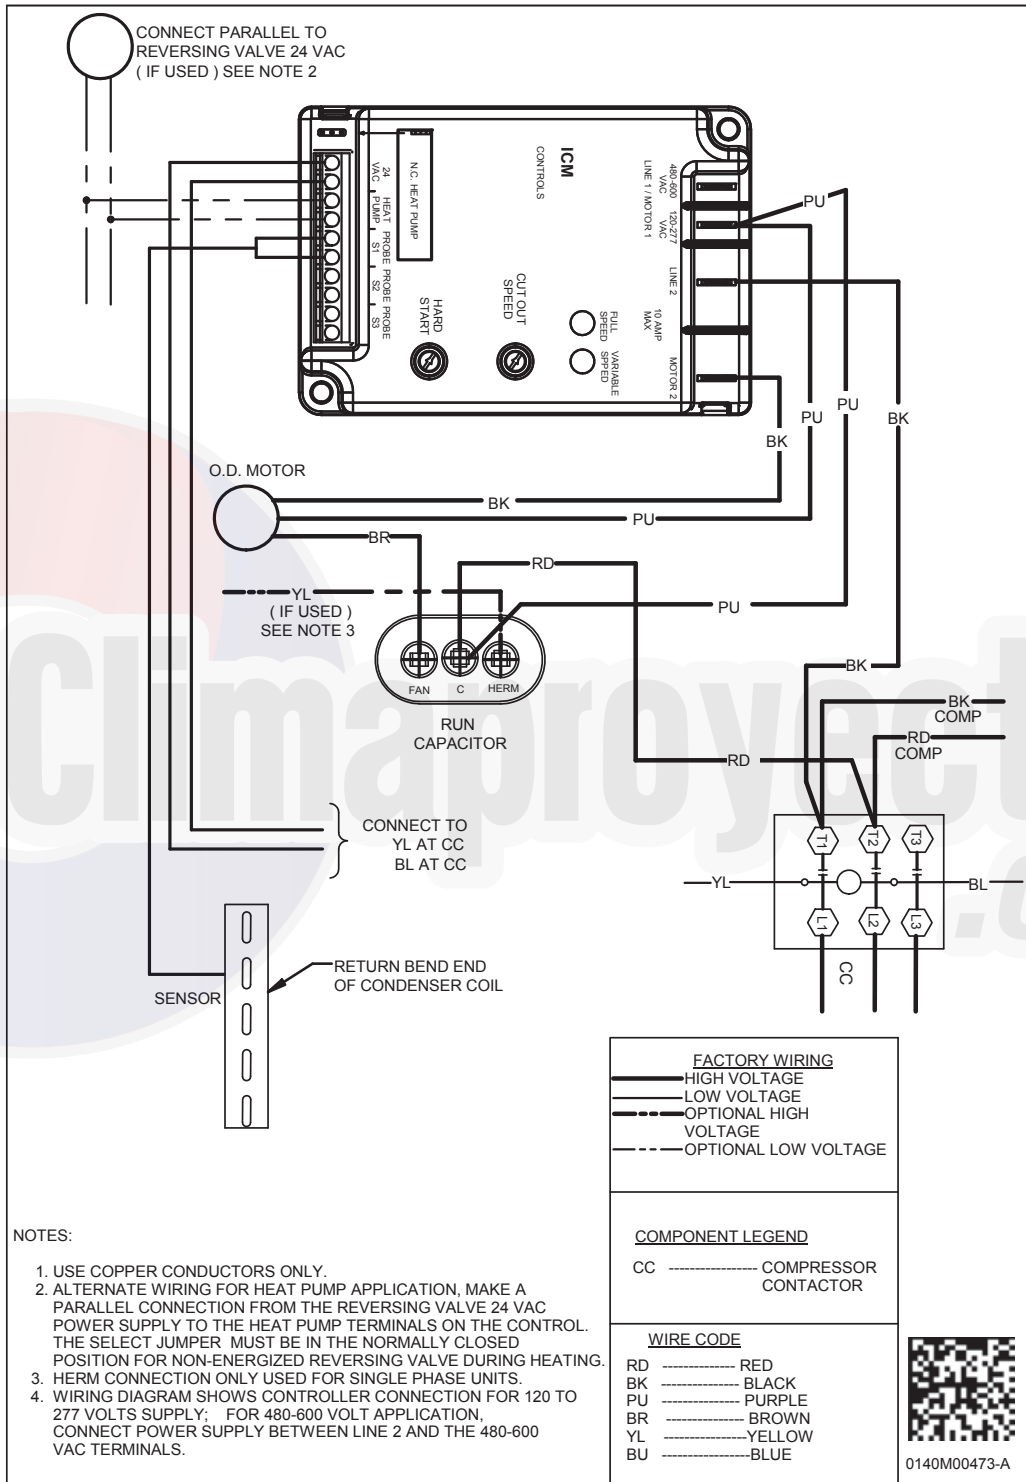 CONNECT PARALLEL TO
REVERSING VALVE 24 VAC
( IF USED ) SEE NOTE 2
24
VAC
HEAT
PUMP
PROBE
S1
PROBE
S2
PROBE
S3
N.C. HEAT PUMP
ICM
CONTROLS
HARD
START
CUT OUT
SPEED
FULL
SPEED
VARIABLE
SPPED
480-600
VAC
120-277
VAC
LINE 1 / MOTOR 1
LINE 2
10 AMP
MAX
MOTOR 2
PU
PU
PU
BK
BK
O.D. MOTOR
BK
PU
BR
RD
YL
( IF USED )
SEE NOTE 3
PU
FAN
C
HERM
RUN
CAPACITOR
BK
BK
COMP
RD
COMP
RD
T1
T2
T3
YL
BL
L1
L2
L3
CC
CONNECT TO
YL AT CC
BL AT CC
SENSOR
RETURN BEND END
OF CONDENSER COIL
Climaproyect
.c
FACTORY WIRING
HIGH VOLTAGE
LOW VOLTAGE
OPTIONAL HIGH
VOLTAGE
OPTIONAL LOW VOLTAGE
COMPONENT LEGEND
CC ----------------- COMPRESSOR
CONTACTOR
WIRE CODE
RD -------------- RED
BK --------------- BLACK
PU --------------- PURPLE
BR ---------------- BROWN
YL -----------------YELLOW
BU ------------------BLUE
NOTES:
1. USE COPPER CONDUCTORS ONLY.
2. ALTERNATE WIRING FOR HEAT PUMP APPLICATION, MAKE A
PARALLEL CONNECTION FROM THE REVERSING VALVE 24 VAC
POWER SUPPLY TO THE HEAT PUMP TERMINALS ON THE CONTROL.
THE SELECT JUMPER MUST BE IN THE NORMALLY CLOSED
POSITION FOR NON-ENERGIZED REVERSING VALVE DURING HEATING.
3. HERM CONNECTION ONLY USED FOR SINGLE PHASE UNITS.
4. WIRING DIAGRAM SHOWS CONTROLLER CONNECTION FOR 120 TO
277 VOLTS SUPPLY; FOR 480-600 VOLT APPLICATION,
CONNECT POWER SUPPLY BETWEEN LINE 2 AND THE 480-600
VAC TERMINALS.
0140M00473-A